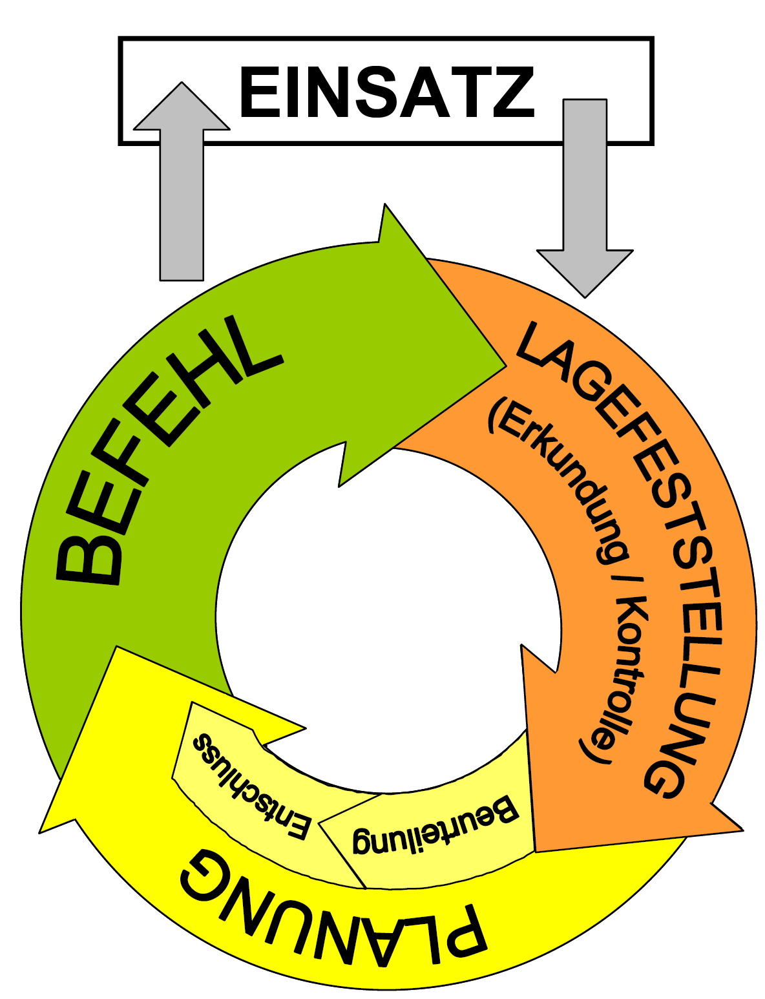 EINSATZ
BEFEHL
LAGEFESTSTELLUNG
(Erkundung / Kontrolle)
PLANUNG
Beurteilung
Entschluss